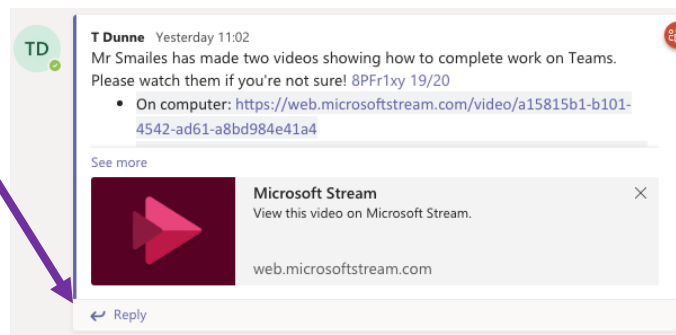 TD
T Dunne Yesterday 11:02
Mr Smailes has made two videos showing how to complete work on Teams.
Please watch them if you're not sure! 8PFr1xy 19/20
• On computer: https://web.microsoftstream.com/video/a15815b1-b101-
4542-ad61-a8bd984e41a4
See more
Microsoft Stream
View this video on Microsoft Stream.
web.microsoftstream.com
Reply